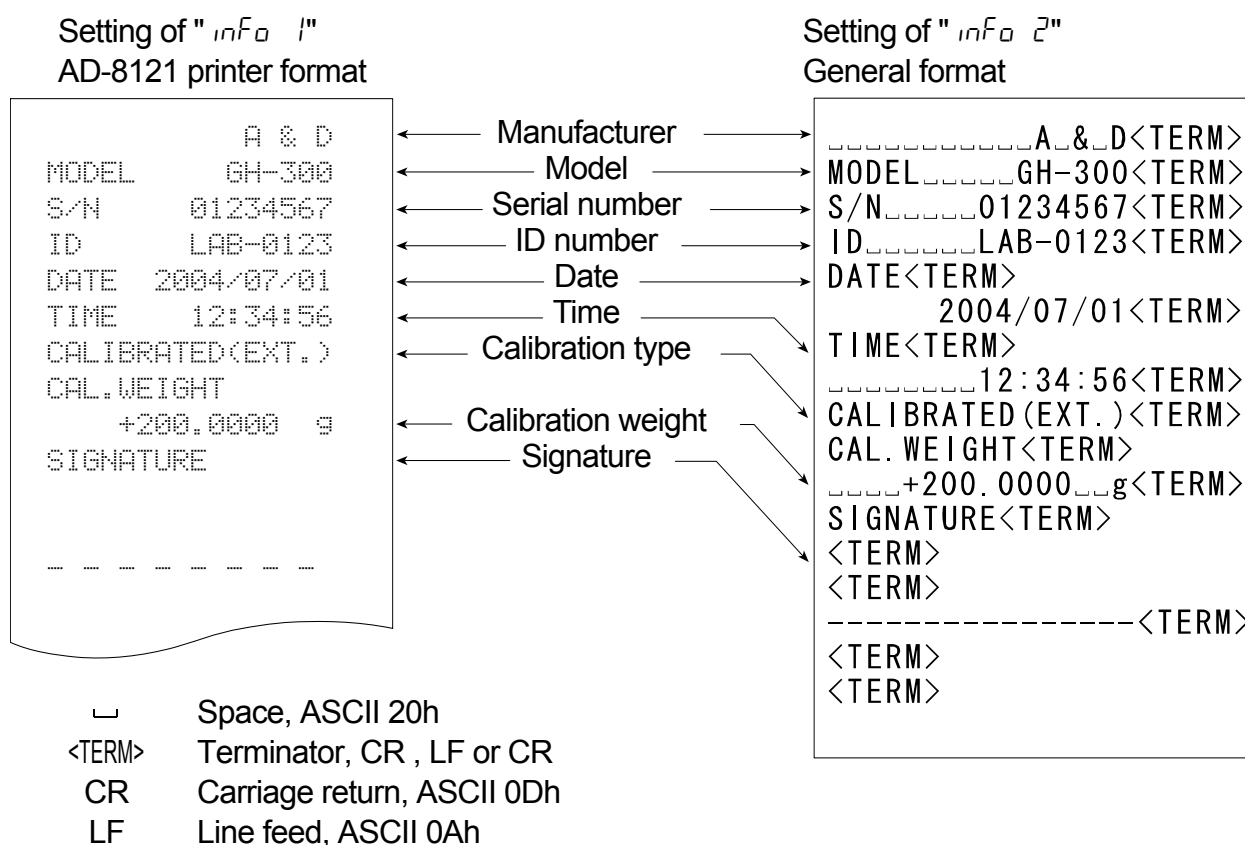 Setting of "info 1"
AD-8121 printer format
A & D
MODEL GH-300
S/N 01234567
ID LAB-0123
DATE 2004/07/01
TIME 12:34:56
CALIBRATED(EXT.)
CAL.WEIGHT
+200.0000 g
SIGNATURE
_ _ _ _ _ _ _ _
Manufacturer
Model
Serial number
ID number
Date
Time
Calibration type
Calibration weight
Signature
Setting of "info 2"
General format
␣␣␣␣␣␣␣␣␣␣␣A␣&␣D<TERM>
MODEL␣␣␣␣␣GH-300<TERM>
S/N␣␣␣␣␣01234567<TERM>
ID␣␣␣␣␣␣LAB-0123<TERM>
DATE<TERM>
2004/07/01<TERM>
TIME<TERM>
␣␣␣␣␣␣␣␣12:34:56<TERM>
CALIBRATED(EXT.)<TERM>
CAL.WEIGHT<TERM>
␣␣␣␣+200.0000␣␣g<TERM>
SIGNATURE<TERM>
<TERM>
<TERM>
----------------<TERM>
<TERM>
<TERM>
␣ Space, ASCII 20h
<TERM> Terminator, CR , LF or CR
CR Carriage return, ASCII 0Dh
LF Line feed, ASCII 0Ah